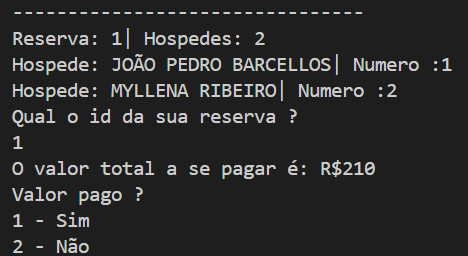 ---------------------------------
Reserva: 1| Hospedes: 2
Hospede: JOÃO PEDRO BARCELLOS| Numero :1
Hospede: MYLLENA RIBEIRO| Numero :2
Qual o id da sua reserva ?
1
O valor total a se pagar é: R$210
Valor pago ?
1 - Sim
2 - Não